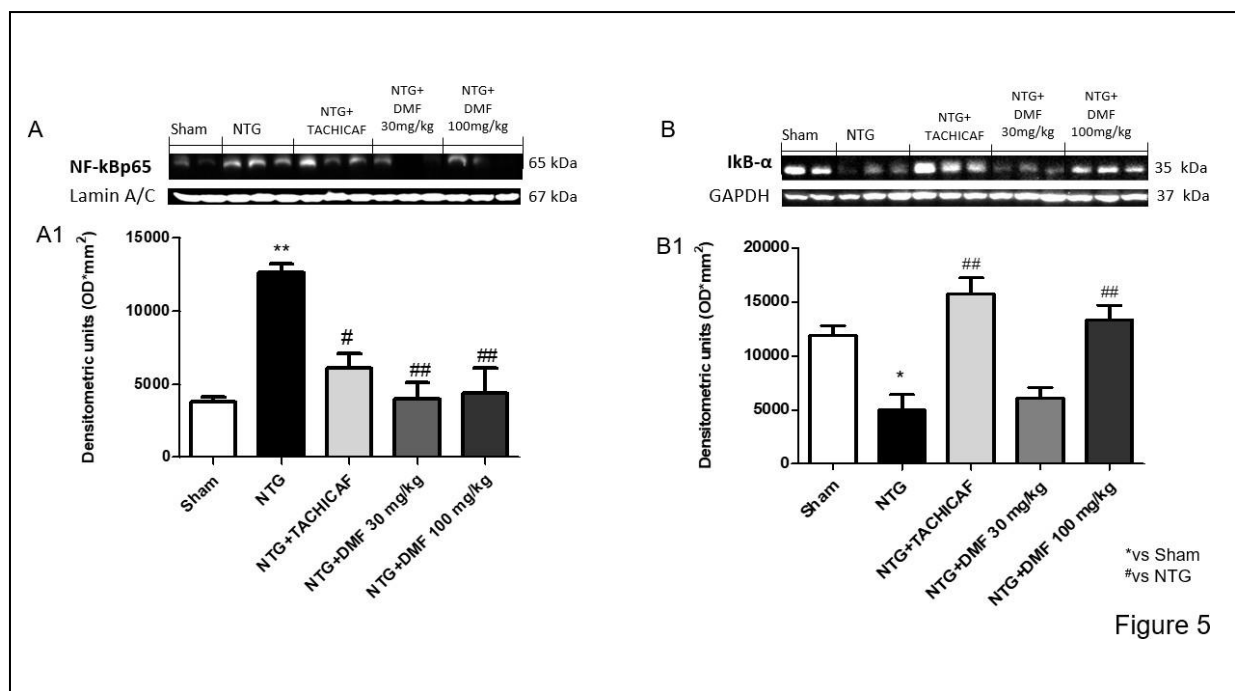 A
Sham
NTG
NTG+
TACHICAF
NTG+
DMF
30mg/kg
NTG+
DMF
100mg/kg
NF-kBp65
65 kDa
Lamin A/C
67 kDa
A1
Densitometric units (OD*mm²)
15000
10000
5000
0
**
#
##
##
Sham
NTG
NTG+TACHICAF
NTG+DMF 30 mg/kg
NTG+DMF 100 mg/kg
B
Sham
NTG
NTG+
TACHICAF
NTG+
DMF
30mg/kg
NTG+
DMF
100mg/kg
IkB-α
35 kDa
GAPDH
37 kDa
B1
Densitometric units (OD*mm²)
20000
15000
10000
5000
0
*
##
##
Sham
NTG
NTG+TACHICAF
NTG+DMF 30 mg/kg
NTG+DMF 100 mg/kg
*vs Sham
#vs NTG
Figure 5